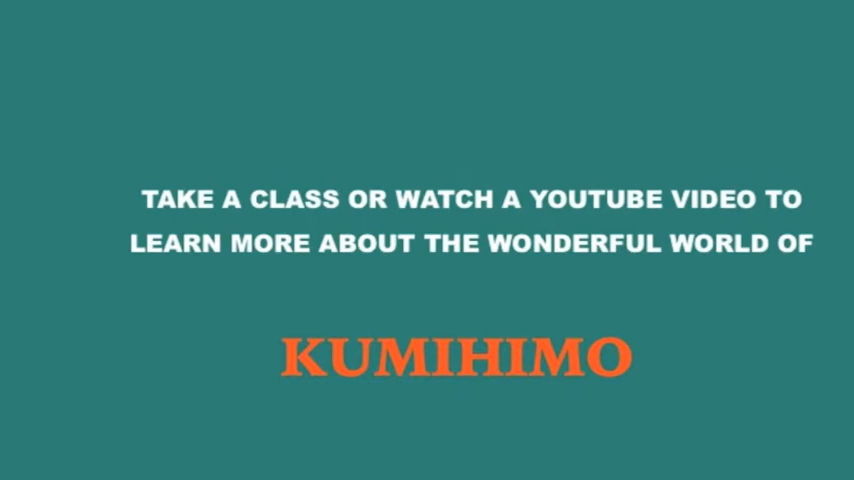 TAKE A CLASS OR WATCH A YOUTUBE VIDEO TO
LEARN MORE ABOUT THE WONDERFUL WORLD OF
KUMIHIMO